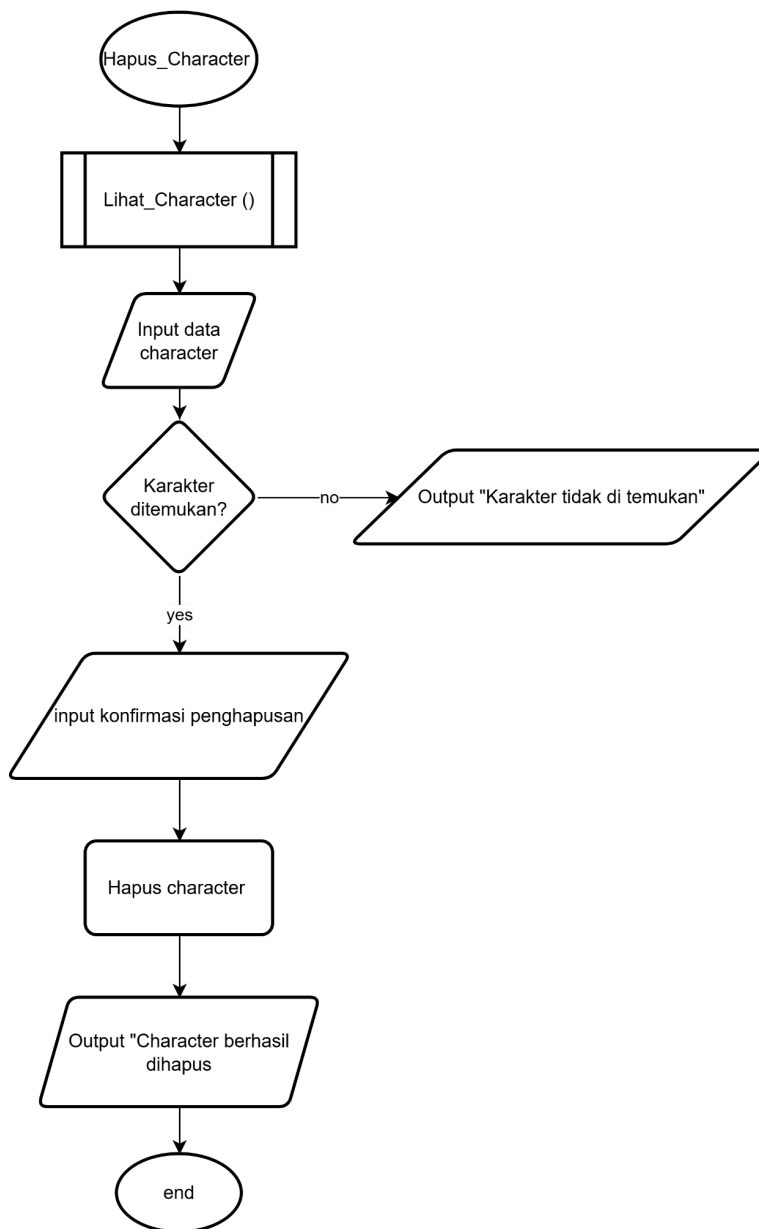 Hapus_Character
Lihat_Character ()
Input data
character
Karakter
ditemukan?
no
Output "Karakter tidak di temukan"
yes
input konfirmasi penghapusan
Hapus character
Output "Character berhasil
dihapus
end